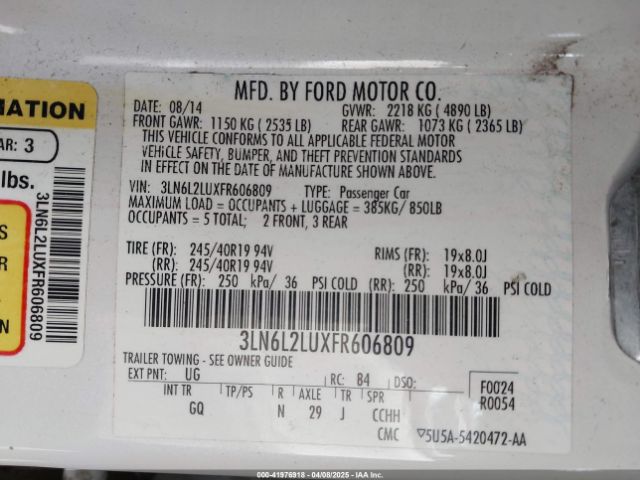 MFD. BY FORD MOTOR CO.
DATE: 08/14 GVWR: 2218 KG ( 4890 LB)
FRONT GAWR: 1150 KG ( 2535 LB) REAR GAWR: 1073 KG ( 2365 LB)
THIS VEHICLE CONFORMS TO ALL APPLICABLE FEDERAL MOTOR
VEHICLE SAFETY, BUMPER, AND THEFT PREVENTION STANDARDS
IN EFFECT ON THE DATE OF MANUFACTURE SHOWN ABOVE.
VIN: 3LN6L2LUXFR606809 TYPE: Passenger Car
MAXIMUM LOAD = OCCUPANTS + LUGGAGE = 385KG/ 850LB
OCCUPANTS = 5 TOTAL; 2 FRONT, 3 REAR
TIRE (FR): 245/40R19 94V RIMS (FR): 19x8.0J
(RR): 245/40R19 94V (RR): 19x8.0J
PRESSURE (FR): 250 kPa/ 36 PSI COLD (RR): 250 kPa/ 36 PSI COLD
3LN6L2LUXFR606809
TRAILER TOWING - SEE OWNER GUIDE
EXT PNT: UG RC: B4 DSO:
INT TR TP/PS R AXLE TR SPR
GQ N 29 J CCHH
F0024
R0054
CMC 5U5A-5420472-AA
MATION
AR: 3
lbs.
S
R
N
3LN6L2LUXFR606809
000-41976918 - 04/08/2025 - IAAI.COM